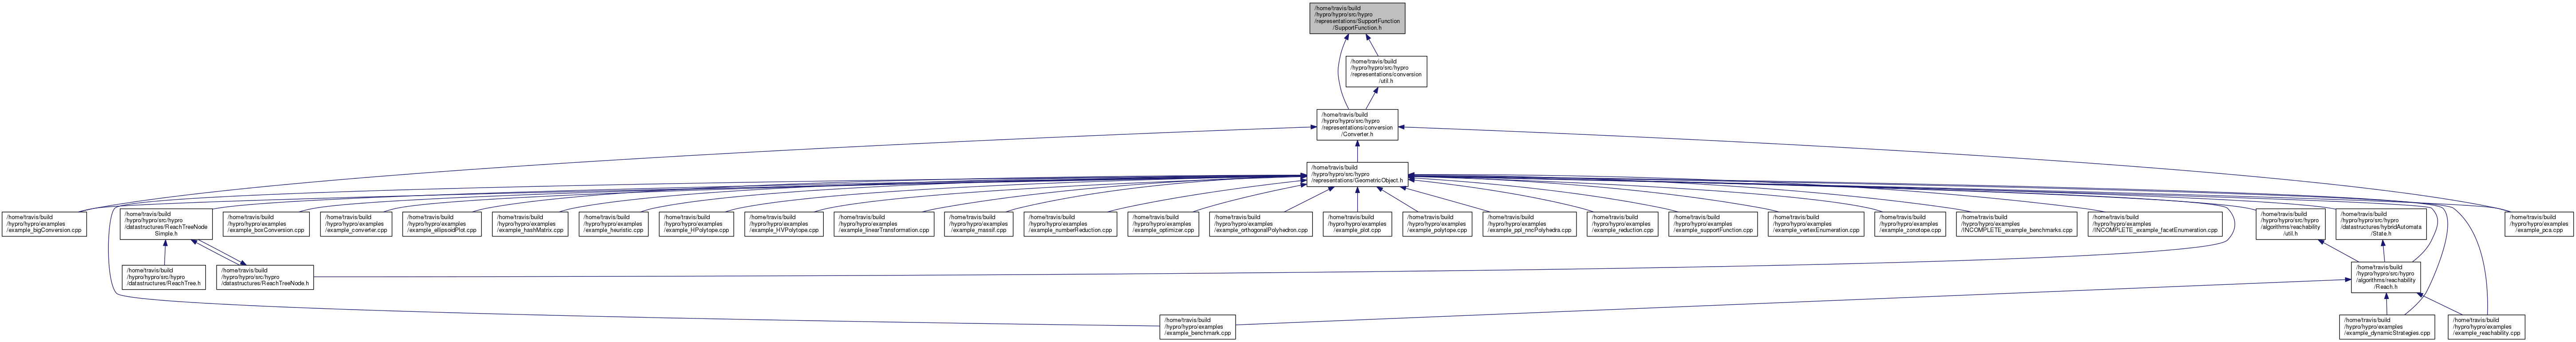 /home/travis/build
/hypro/hypro/src/hypro
/representations/SupportFunction
/SupportFunction.h
/home/travis/build
/hypro/hypro/src/hypro
/representations/conversion
/util.h
/home/travis/build
/hypro/hypro/src/hypro
/representations/conversion
/Converter.h
/home/travis/build
/hypro/hypro/src/hypro
/representations/GeometricObject.h
/home/travis/build
/hypro/hypro/examples
/example_bigConversion.cpp
/home/travis/build
/hypro/hypro/src/hypro
/datastructures/ReachTreeNode
Simple.h
/home/travis/build
/hypro/hypro/examples
/example_boxConversion.cpp
/home/travis/build
/hypro/hypro/examples
/example_converter.cpp
/home/travis/build
/hypro/hypro/examples
/example_ellipsoidPlot.cpp
/home/travis/build
/hypro/hypro/examples
/example_hashMatrix.cpp
/home/travis/build
/hypro/hypro/examples
/example_heuristic.cpp
/home/travis/build
/hypro/hypro/examples
/example_HPolytope.cpp
/home/travis/build
/hypro/hypro/examples
/example_HVPolytope.cpp
/home/travis/build
/hypro/hypro/examples
/example_linearTransformation.cpp
/home/travis/build
/hypro/hypro/examples
/example_massif.cpp
/home/travis/build
/hypro/hypro/examples
/example_numberReduction.cpp
/home/travis/build
/hypro/hypro/examples
/example_optimizer.cpp
/home/travis/build
/hypro/hypro/examples
/example_orthogonalPolyhedron.cpp
/home/travis/build
/hypro/hypro/examples
/example_plot.cpp
/home/travis/build
/hypro/hypro/examples
/example_polytope.cpp
/home/travis/build
/hypro/hypro/examples
/example_ppl_nncPolyhedra.cpp
/home/travis/build
/hypro/hypro/examples
/example_reduction.cpp
/home/travis/build
/hypro/hypro/examples
/example_supportFunction.cpp
/home/travis/build
/hypro/hypro/examples
/example_vertexEnumeration.cpp
/home/travis/build
/hypro/hypro/examples
/example_zonotope.cpp
/home/travis/build
/hypro/hypro/examples
/INCOMPLETE_example_benchmarks.cpp
/home/travis/build
/hypro/hypro/examples
/INCOMPLETE_example_facetEnumeration.cpp
/home/travis/build
/hypro/hypro/src/hypro
/algorithms/reachability
/util.h
/home/travis/build
/hypro/hypro/src/hypro
/datastructures/hybridAutomata
/State.h
/home/travis/build
/hypro/hypro/examples
/example_pca.cpp
/home/travis/build
/hypro/hypro/src/hypro
/datastructures/ReachTree.h
/home/travis/build
/hypro/hypro/src/hypro
/datastructures/ReachTreeNode.h
/home/travis/build
/hypro/hypro/src/hypro
/algorithms/reachability
/Reach.h
/home/travis/build
/hypro/hypro/examples
/example_benchmark.cpp
/home/travis/build
/hypro/hypro/examples
/example_dynamicStrategies.cpp
/home/travis/build
/hypro/hypro/examples
/example_reachability.cpp